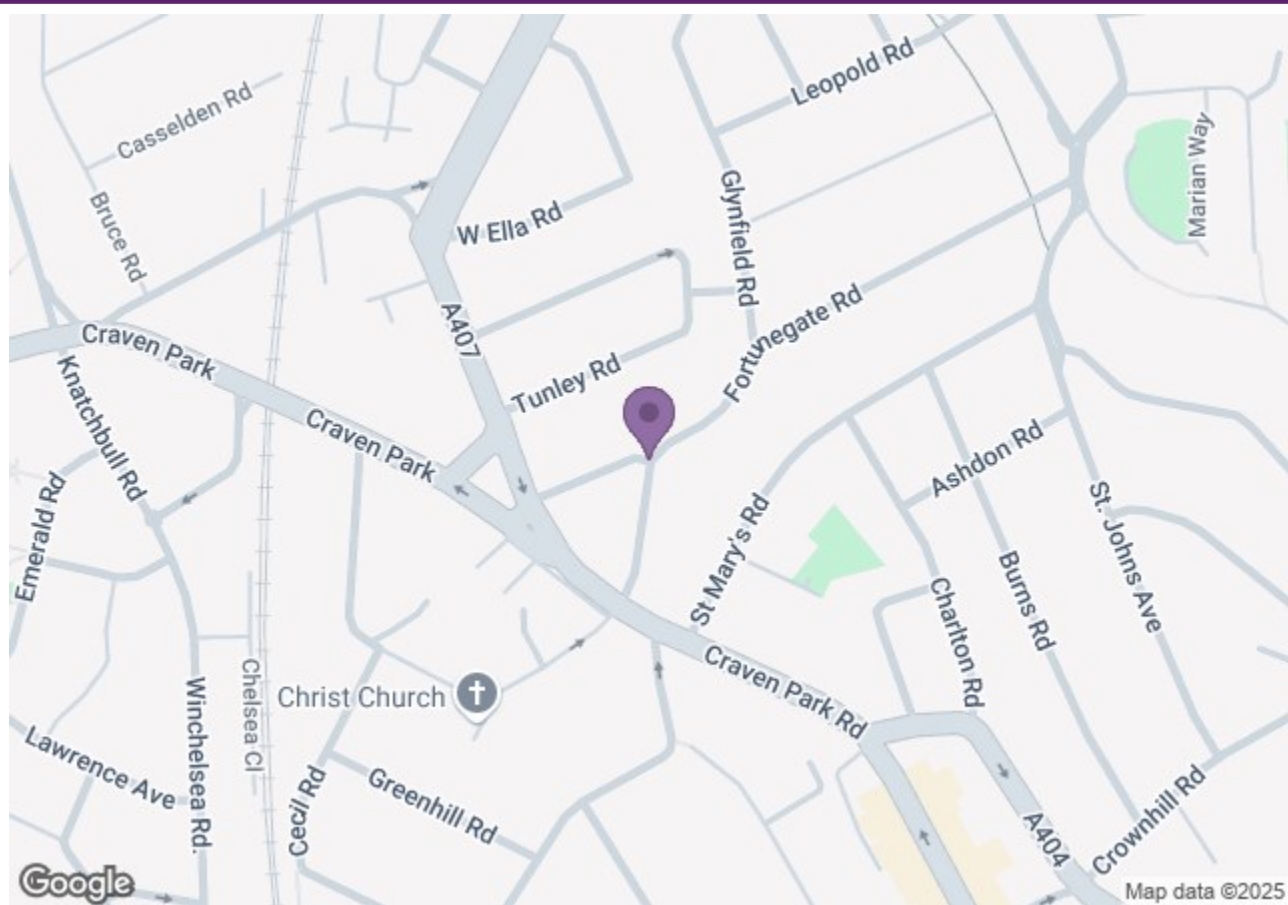 Leopold Rd
Casselden Rd
Marian Way
Bruce Rd
Glynfield Rd
W Ella Rd
A407
Fortunegate Rd
Craven Park
Tunley Rd
Knatchbull Rd
Craven Park
Ashdon Rd
Emerald Rd
St Mary's Rd
St. Johns Ave
Burns Rd
Charlton Rd
Chelsea Cl
Christ Church
Craven Park Rd
Winchelsea Rd.
Lawrence Ave
Cecil Rd
Greenhill Rd
A404
Crownhill Rd
Google
Map data ©2025